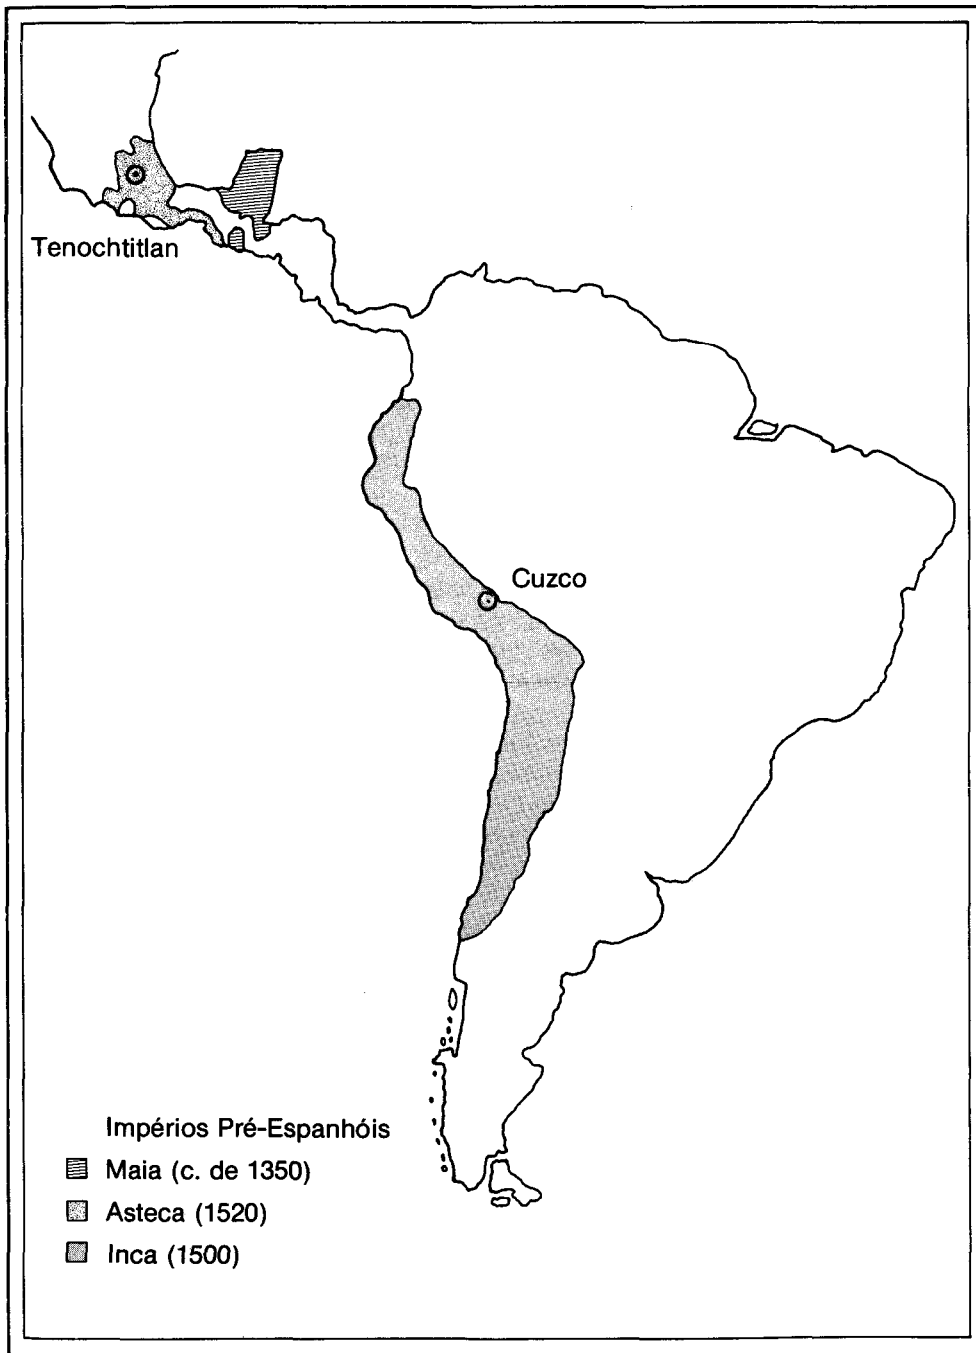 Tenochtitlan
Cuzco
Impérios Pré-Espanhóis
Maia (c. de 1350)
Asteca (1520)
Inca (1500)